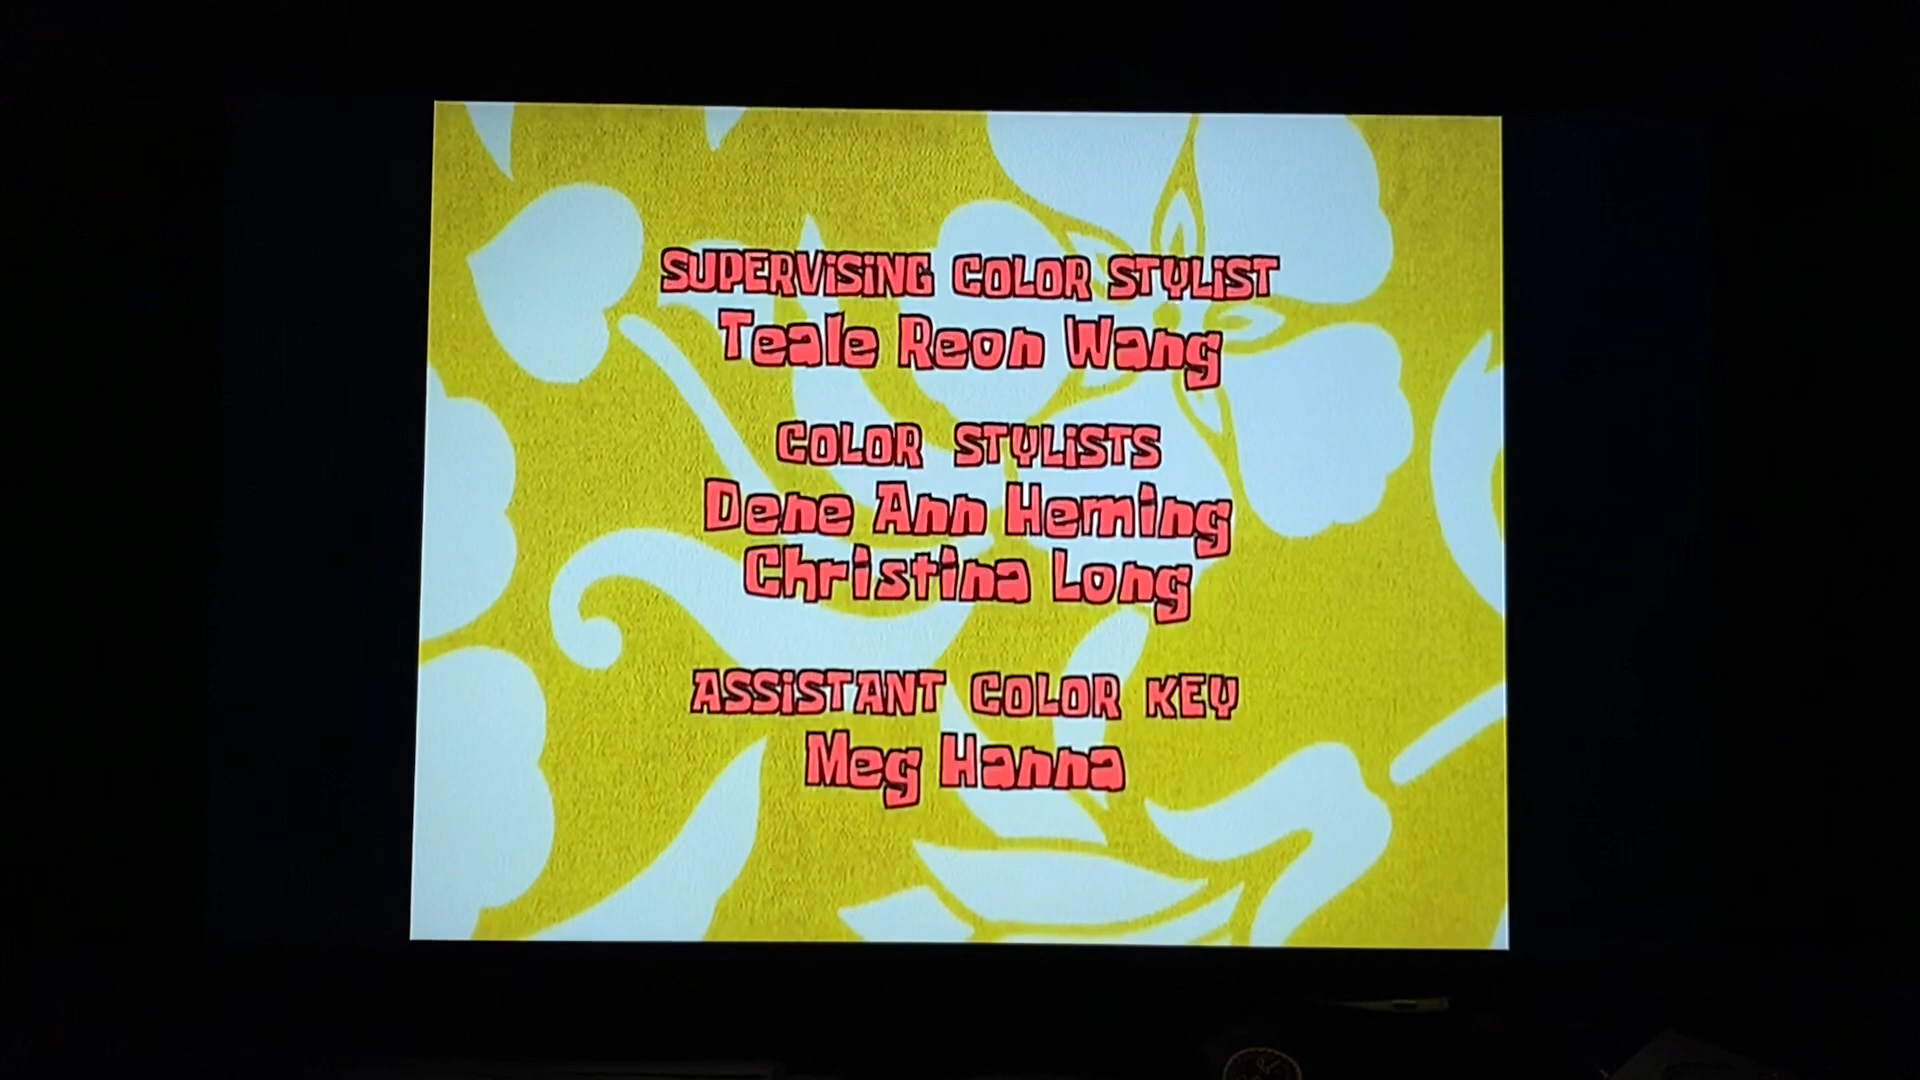 SUPERVISING COLOR STYLIST
Teale Reon Wang
COLOR STYLISTS
Dene Ann Heming
Christina Long
ASSISTANT COLOR KEY
Meg Hanna